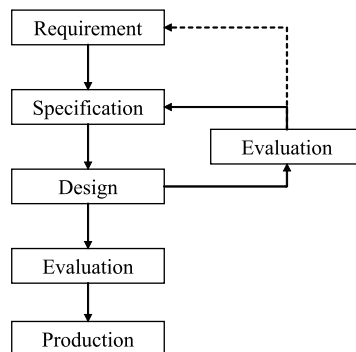 Requirement
Specification
Evaluation
Design
Evaluation
Production